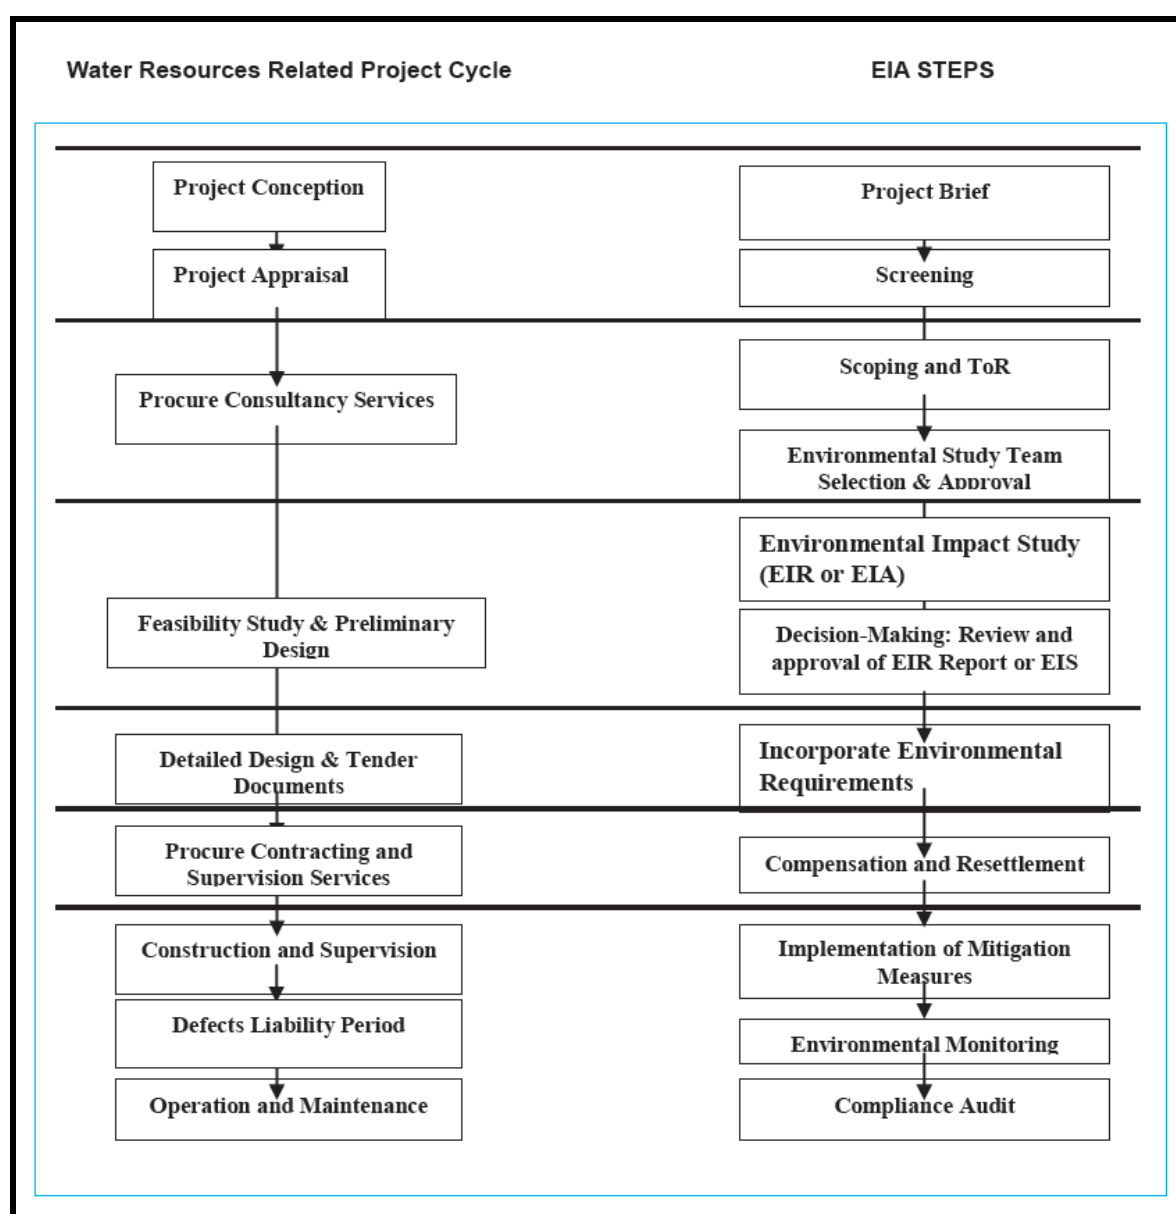 Water Resources Related Project Cycle
EIA STEPS
Project Conception
Project Brief
Project Appraisal
Screening
Scoping and ToR
Procure Consultancy Services
Environmental Study Team
Selection & Approval
Environmental Impact Study
(EIR or EIA)
Feasibility Study & Preliminary
Design
Decision-Making: Review and
approval of EIR Report or EIS
Detailed Design & Tender
Documents
Incorporate Environmental
Requirements
Procure Contracting and
Supervision Services
Compensation and Resettlement
Construction and Supervision
Implementation of Mitigation
Measures
Defects Liability Period
Environmental Monitoring
Operation and Maintenance
Compliance Audit